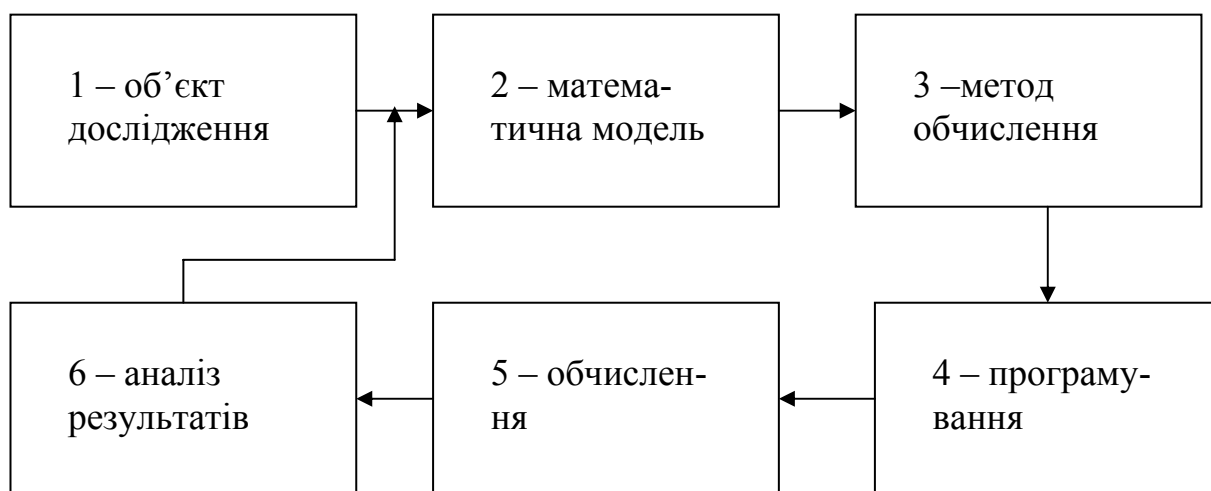 1 – об’єкт
дослідження
2 – матема-
тична модель
3 –метод
обчислення
6 – аналіз
результатів
5 – обчислен-
ня
4 – програму-
вання